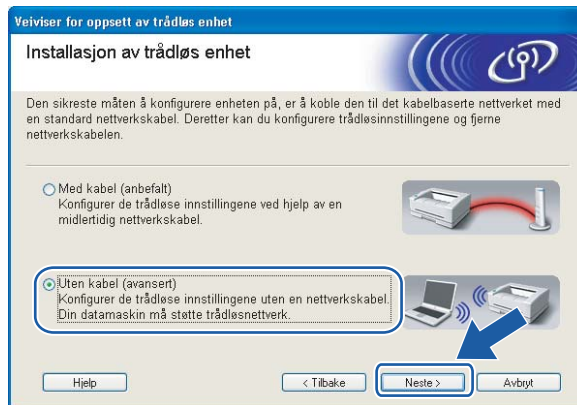 Veiviser for oppsett av trådløs enhet
Installasjon av trådløs enhet
Den sikreste måten å konfigurere enheten på, er å koble den til det kabelbaserte nettverket med
en standard nettverkskabel. Deretter kan du konfigurere trådløsinnstillingene og fjerne
nettverkskabelen.
Med kabel (anbefalt)
Konfigurer de trådløse innstillingene ved hjelp av en
midlertidig nettverkskabel.
Uten kabel (avansert)
Konfigurer de trådløse innstillingene uten en nettverkskabel.
Din datamaskin må støtte trådløsnettverk.
Hjelp
< Tilbake
Neste >
Avbryt